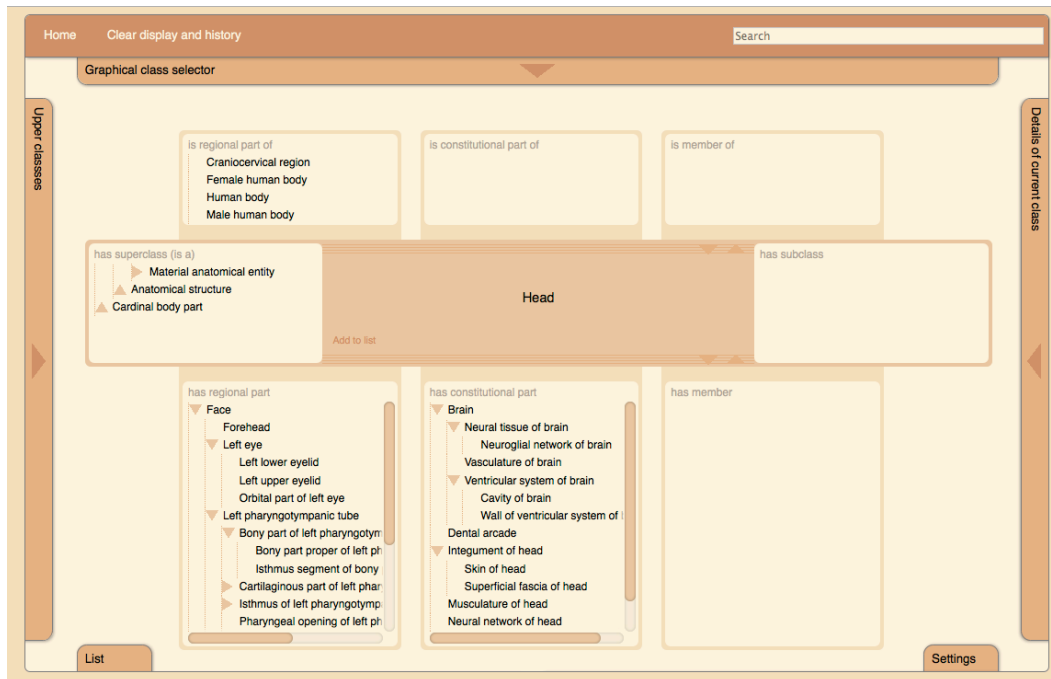 Home
Clear display and history
Search
Graphical class selector
Upper classses
Details of current class
is regional part of
Craniocervical region
Female human body
Human body
Male human body
is constitutional part of
is member of
has superclass (is a)
Material anatomical entity
Anatomical structure
Cardinal body part
Head
Add to list
has subclass
has regional part
Face
Forehead
Left eye
Left lower eyelid
Left upper eyelid
Orbital part of left eye
Left pharyngotympanic tube
Bony part of left pharyngotym
Bony part proper of left ph
Isthmus segment of bony
Cartilaginous part of left phar
Isthmus of left pharyngotymp
Pharyngeal opening of left ph
has constitutional part
Brain
Neural tissue of brain
Neuroglial network of brain
Vasculature of brain
Ventricular system of brain
Cavity of brain
Wall of ventricular system of
Dental arcade
Integument of head
Skin of head
Superficial fascia of head
Musculature of head
Neural network of head
has member
List
Settings